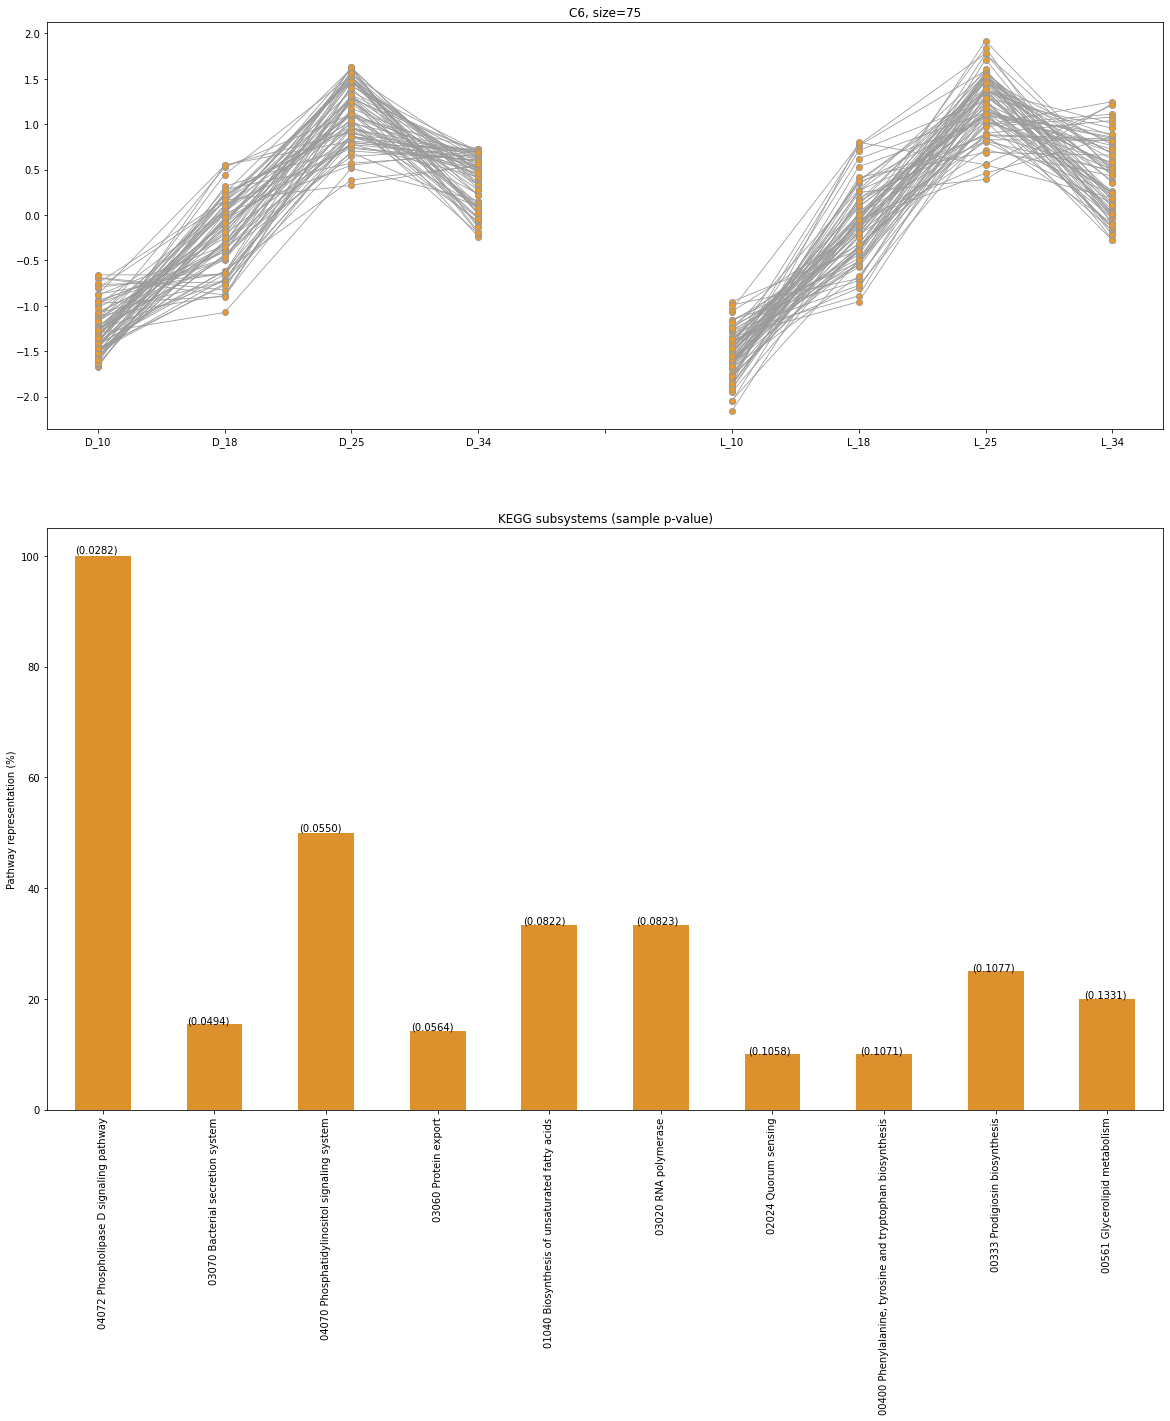 C6, size=75
2.0
1.5
1.0
0.5
0.0
−0.5
−1.0
−1.5
−2.0
D_10 D_18 D_25 D_34 L_10 L_18 L_25 L_34
KEGG subsystems (sample p-value)
Pathway representation (%)
100
80
60
40
20
0
(0.0282)
(0.0494)
(0.0550)
(0.0564)
(0.0822)
(0.0823)
(0.1058)
(0.1071)
(0.1077)
(0.1331)
04072 Phospholipase D signaling pathway
03070 Bacterial secretion system
04070 Phosphatidylinositol signaling system
03060 Protein export
01040 Biosynthesis of unsaturated fatty acids
03020 RNA polymerase
02024 Quorum sensing
00400 Phenylalanine, tyrosine and tryptophan biosynthesis
00333 Prodigiosin biosynthesis
00561 Glycerolipid metabolism